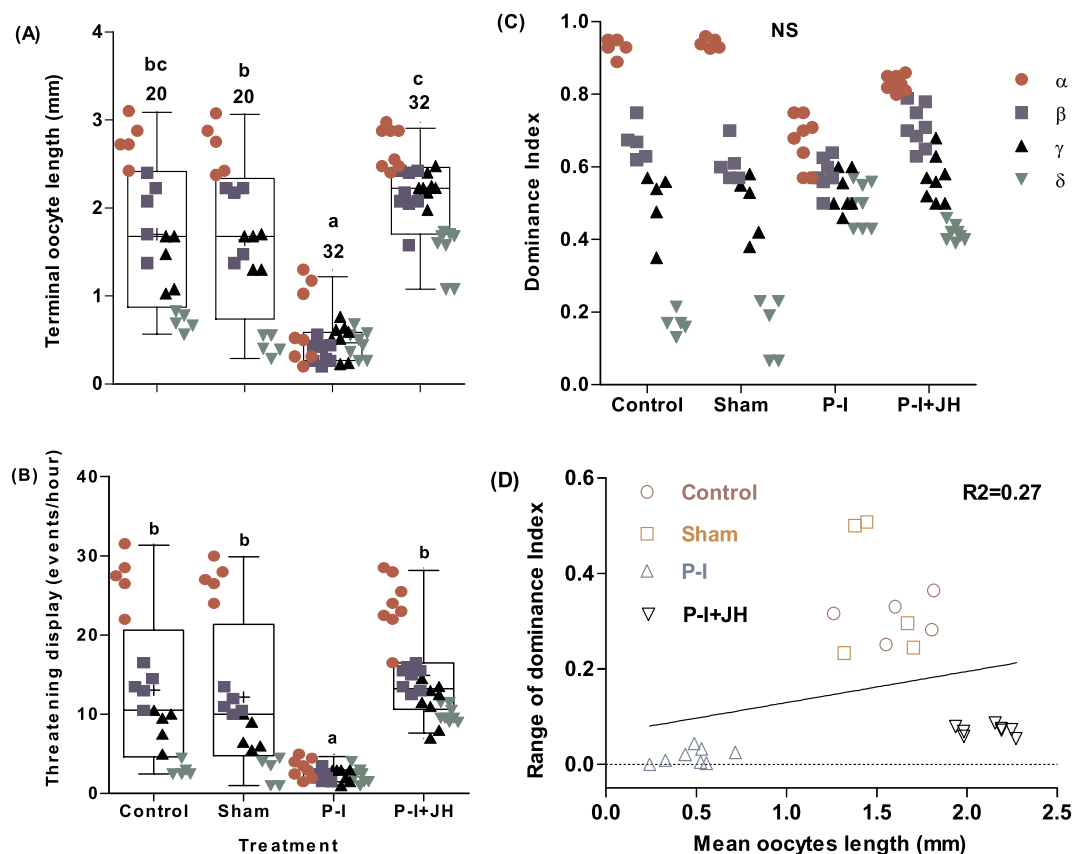 (A)
Terminal oocyte length (mm)
4
3
2
1
0
bc
20
b
20
a
32
c
32
(B)
Threatening display (events/hour)
40
30
20
10
0
b
b
a
b
Control
Sham
P-I
P-I+JH
Treatment
(C)
NS
Dominance Index
1.0
0.8
0.6
0.4
0.2
0.0
Control
Sham
P-I
P-I+JH
α
β
γ
δ
(D)
Range of dominance Index
0.6
0.4
0.2
0.0
Control
Sham
P-I
P-I+JH
R2=0.27
0.0
0.5
1.0
1.5
2.0
2.5
Mean oocytes length (mm)